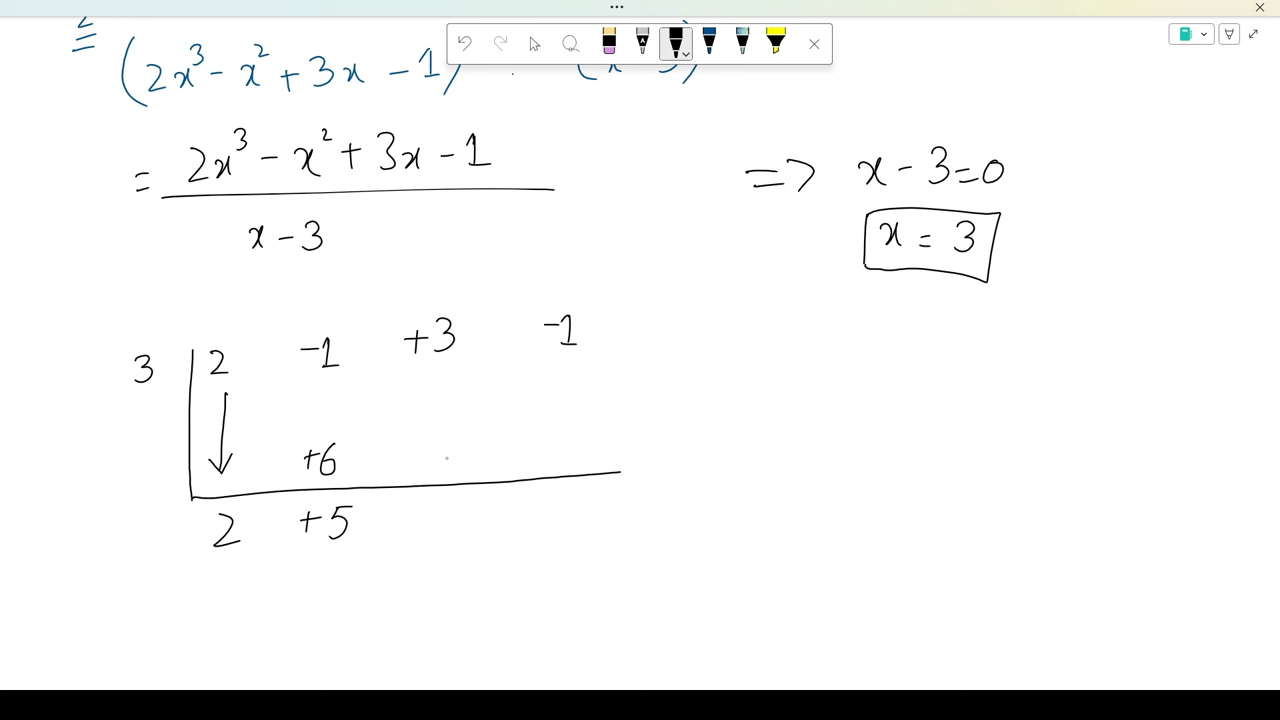 (2x³ - x² + 3x - 1)
= 2x³ - x² + 3x - 1
x - 3
=> x - 3 = 0
x = 3
3 | 2 -1 +3 -1
+6
2 +5